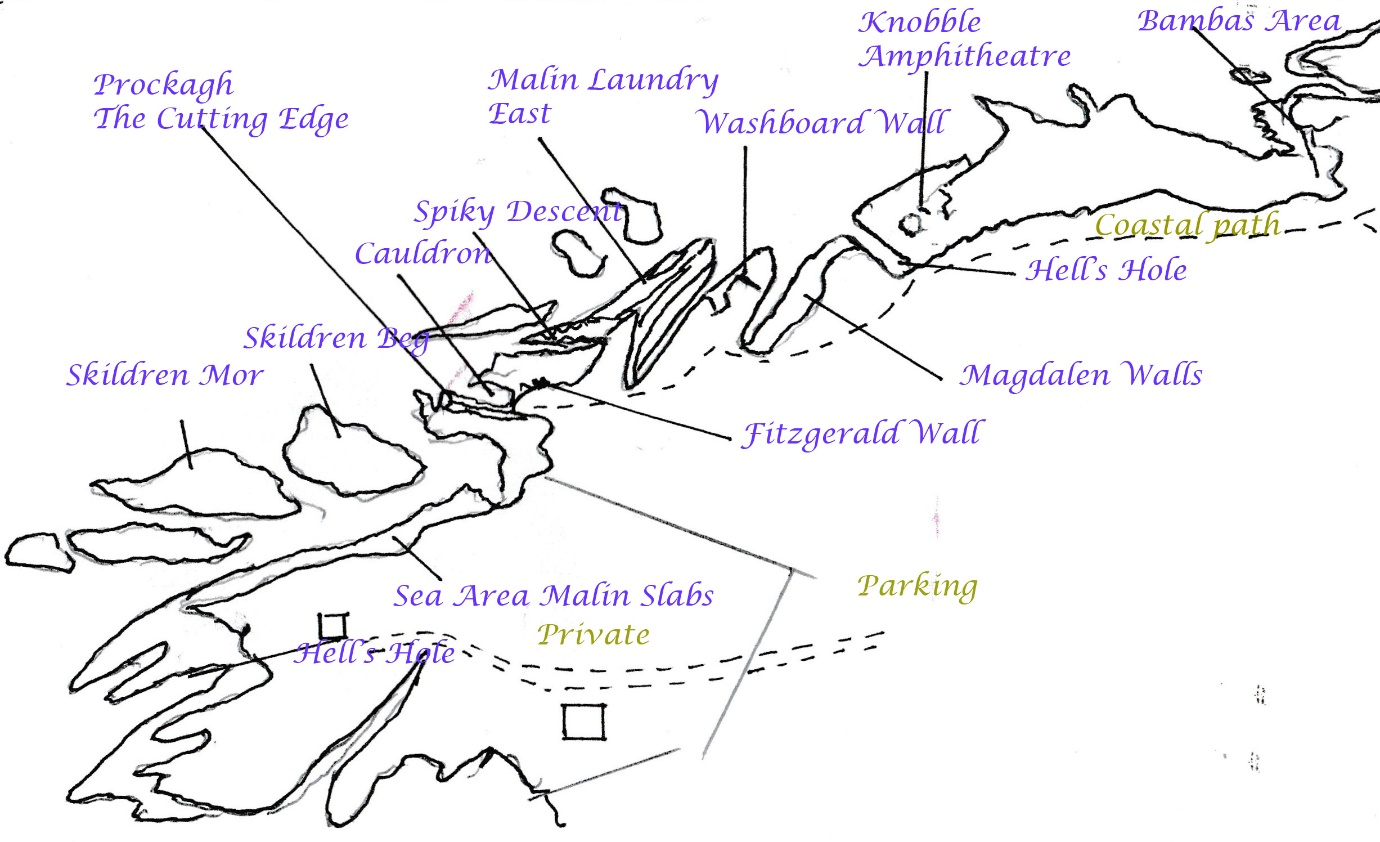 Knobble
Amphitheatre
Bambas Area
Prockagh
The Cutting Edge
Malin Laundry
East
Washboard Wall
Spiky Descent
Cauldron
Coastal path
Hell's Hole
Skildren Beg
Skildren Mor
Magdalen Walls
Fitzgerald Wall
Sea Area Malin Slabs
Parking
Private
Hell's Hole